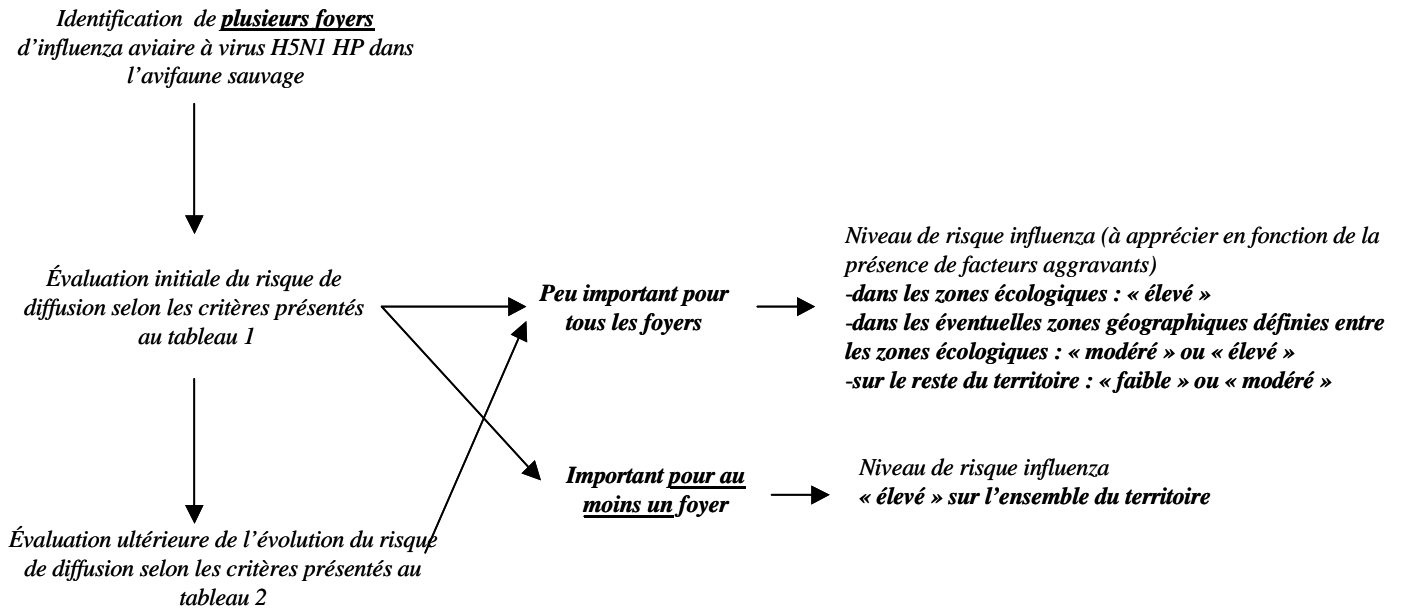 Identification de plusieurs foyers
d'influenza aviaire à virus H5N1 HP dans
l'avifaune sauvage
Évaluation initiale du risque de
diffusion selon les critères présentés
au tableau 1
Peu important pour
tous les foyers
Niveau de risque influenza (à apprécier en fonction de la
présence de facteurs aggravants)
-dans les zones écologiques : « élevé »
-dans les éventuelles zones géographiques définies entre
les zones écologiques : « modéré » ou « élevé »
-sur le reste du territoire : « faible » ou « modéré »
Important pour au
moins un foyer
Niveau de risque influenza
« élevé » sur l'ensemble du territoire
Évaluation ultérieure de l'évolution du risque
de diffusion selon les critères présentés au
tableau 2